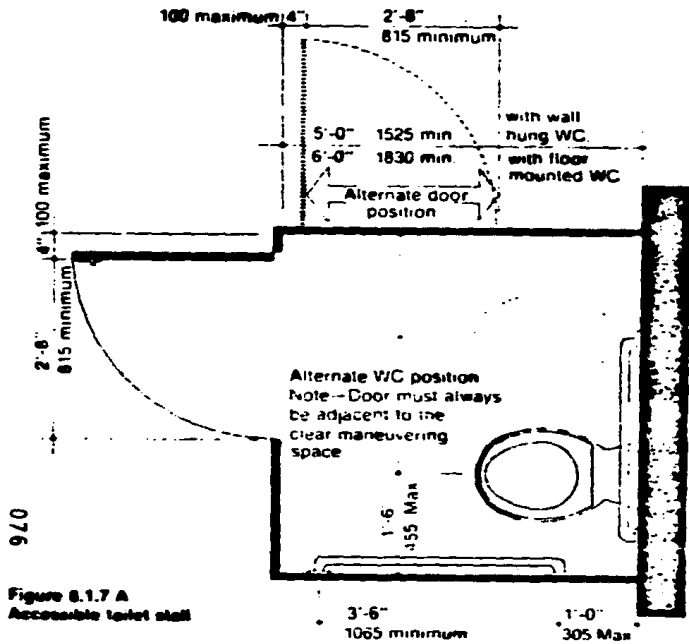 100 maximum 4" 2'-8"
815 minimum
5'-0" 1525 min
6'-0" 1830 min.
with wall
hung WC
with floor
mounted WC
Alternate door
position
4" 100 maximum
2'-8"
815 minimum
Alternate WC position
Note—Door must always
be adjacent to the
clear maneuvering
space
1'-6"
455 Max
076
Figure 8.1.7 A
Accessible toilet stall
3'-6"
1065 minimum
1'-0"
305 Max